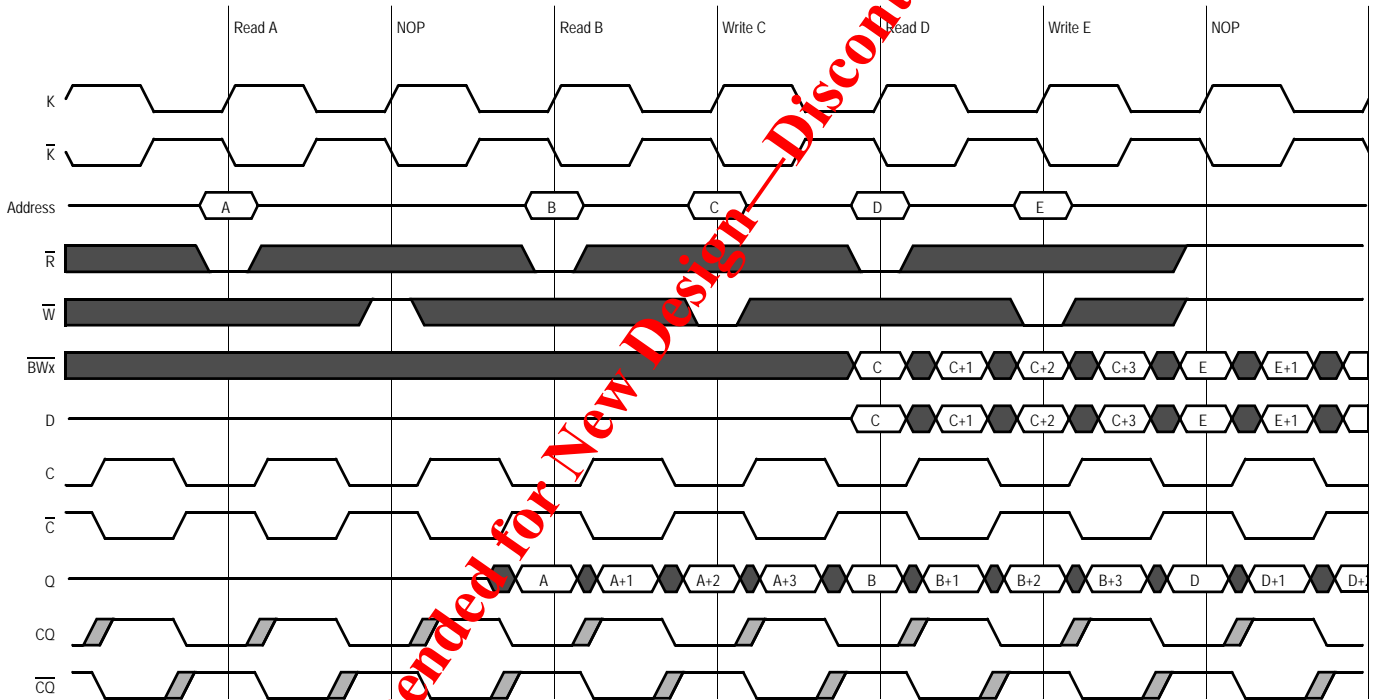 Read A NOP Read B Write C Read D Write E NOP
K
K
Address A B C D E
R
W
BWx C C+1 C+2 C+3 E E+1
D C C+1 C+2 C+3 E E+1
C
C
Q A A+1 A+2 A+3 B B+1 B+2 B+3 D D+1
CQ
CQ
ended for New Design—Discont